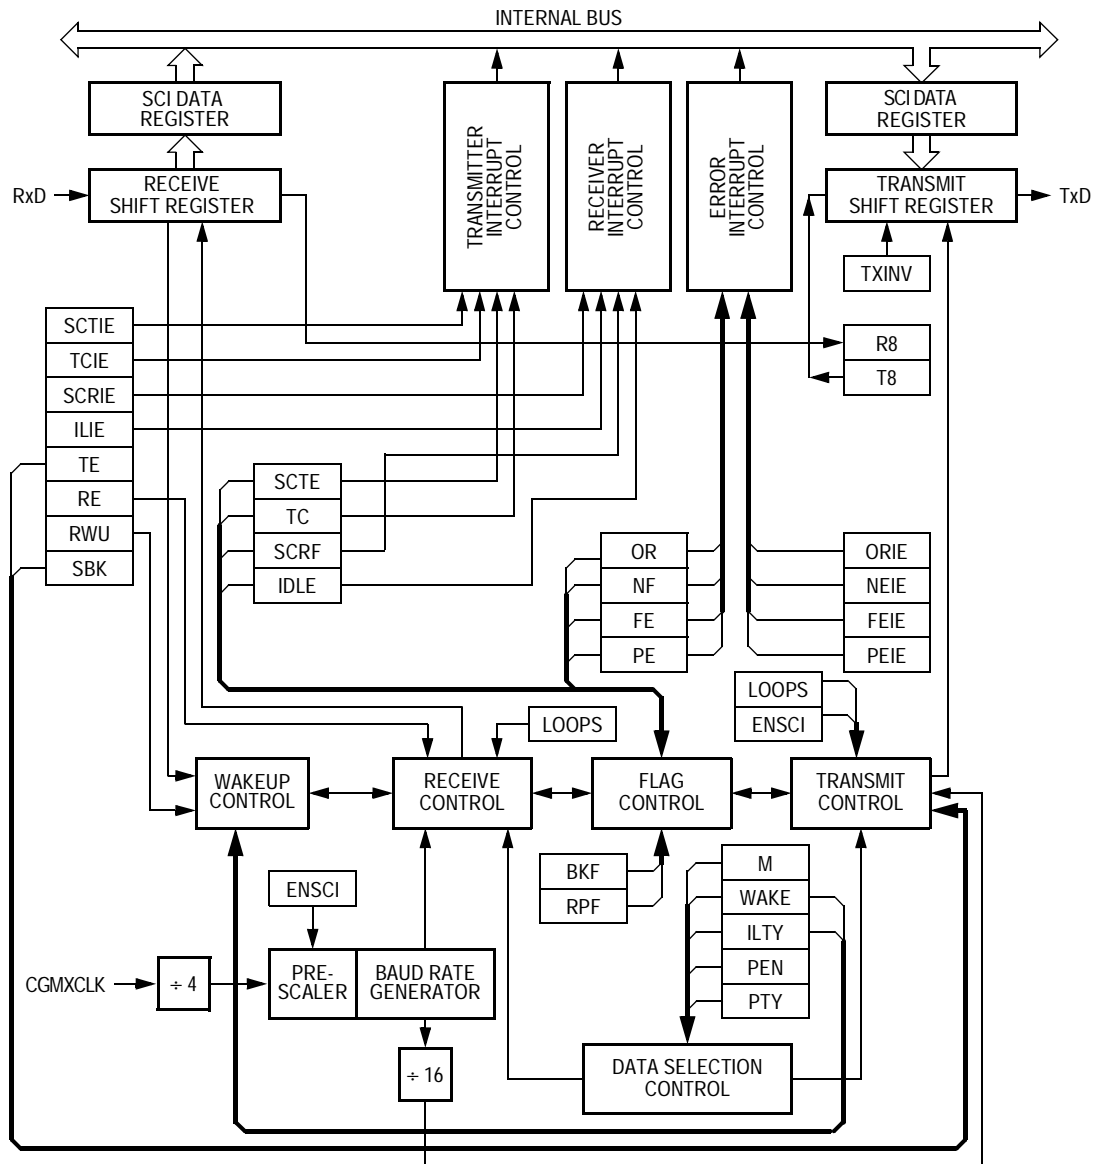 INTERNAL BUS
SCI DATA
REGISTER
SCI DATA
REGISTER
TRANSMITTER
INTERRUPT
CONTROL
RECEIVER
INTERRUPT
CONTROL
ERROR
INTERRUPT
CONTROL
RxD
RECEIVE
SHIFT REGISTER
TRANSMIT
SHIFT REGISTER
TxD
TXINV
SCTIE
TCIE
SCRIE
ILIE
TE
RE
RWU
SBK
R8
T8
SCTE
TC
SCRF
IDLE
OR
NF
FE
PE
ORIE
NEIE
FEIE
PEIE
LOOPS
LOOPS
ENSCI
WAKEUP
CONTROL
RECEIVE
CONTROL
FLAG
CONTROL
TRANSMIT
CONTROL
BKF
RPF
M
WAKE
ILTY
PEN
PTY
ENSCI
CGMXCLK
÷ 4
PRE-
SCALER
BAUD RATE
GENERATOR
÷ 16
DATA SELECTION
CONTROL